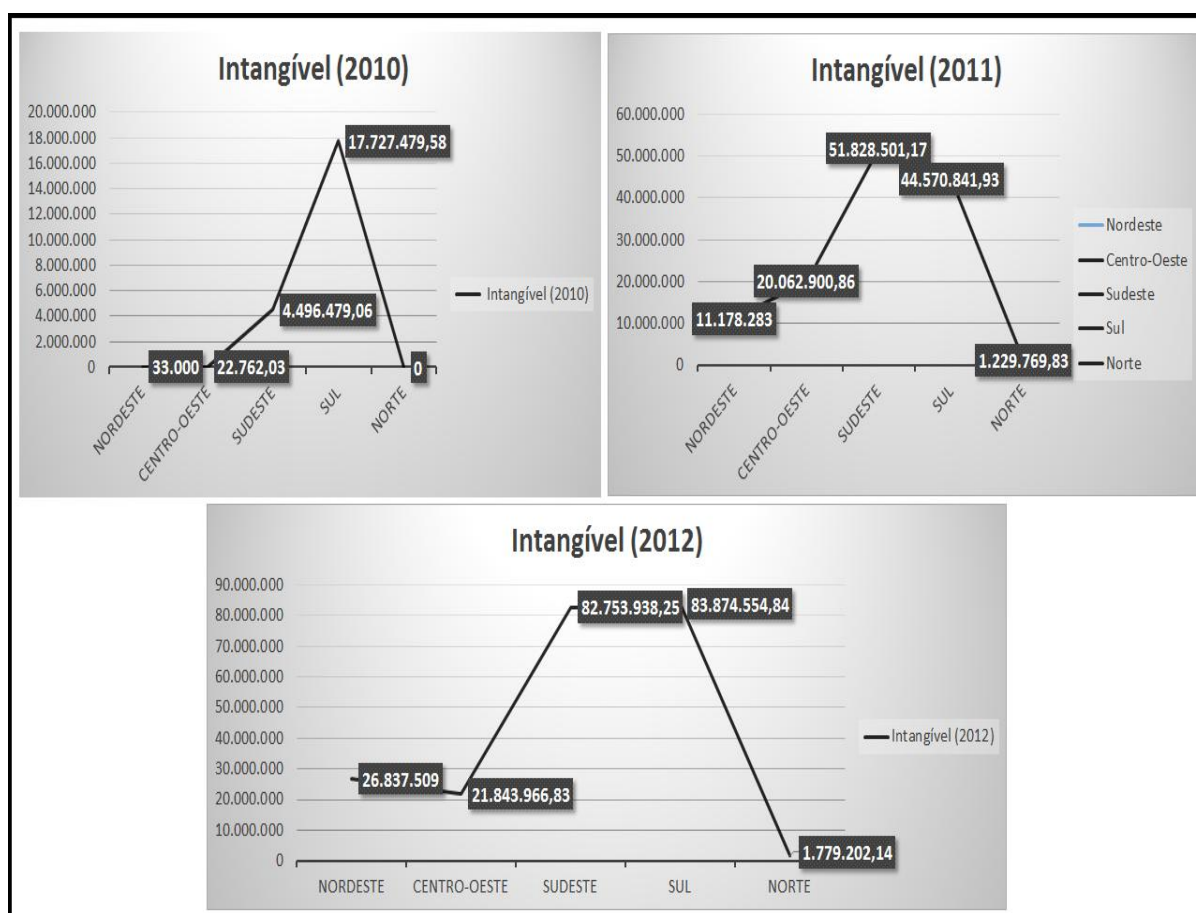 Intangível (2010)
20.000.000
18.000.000
16.000.000
14.000.000
12.000.000
10.000.000
8.000.000
6.000.000
4.000.000
2.000.000
0
17.727.479,58
4.496.479,06
33.000
22.762,03
0
NORDESTE
CENTRO-OESTE
SUDESTE
SUL
NORTE
Intangível (2010)
Intangível (2011)
60.000.000
50.000.000
40.000.000
30.000.000
20.000.000
10.000.000
0
51.828.501,17
44.570.841,93
20.062.900,86
11.178.283
1.229.769,83
NORDESTE
CENTRO-OESTE
SUDESTE
SUL
NORTE
Nordeste
Centro-Oeste
Sudeste
Sul
Norte
Intangível (2012)
90.000.000
80.000.000
70.000.000
60.000.000
50.000.000
40.000.000
30.000.000
20.000.000
10.000.000
0
82.753.938,25
83.874.554,84
26.837.509
21.843.966,83
1.779.202,14
NORDESTE
CENTRO-OESTE
SUDESTE
SUL
NORTE
Intangível (2012)